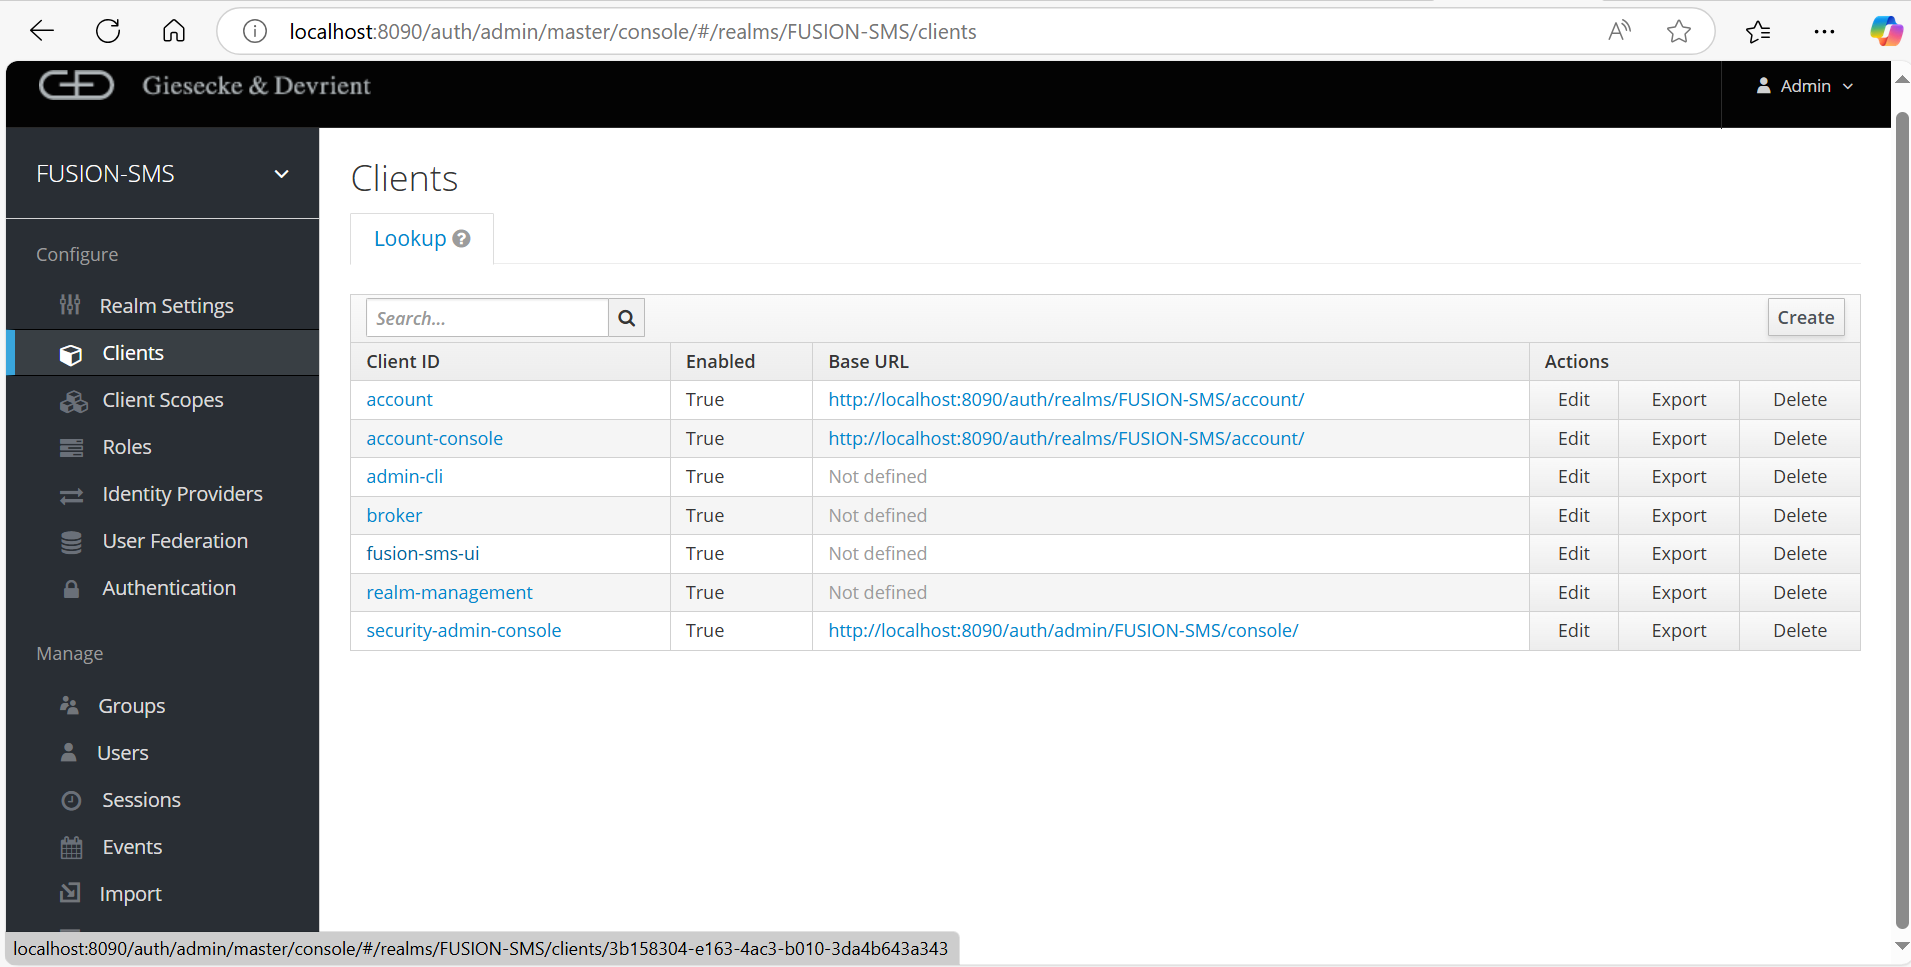 localhost:8090/auth/admin/master/console/#/realms/FUSION-SMS/clients
Giesecke & Devrient
Admin
FUSION-SMS
Configure
Realm Settings
Clients
Client Scopes
Roles
Identity Providers
User Federation
Authentication
Manage
Groups
Users
Sessions
Events
Import
Clients
Lookup
Search...
Create
Client ID Enabled Base URL Actions
account True http://localhost:8090/auth/realms/FUSION-SMS/account/ Edit Export Delete
account-console True http://localhost:8090/auth/realms/FUSION-SMS/account/ Edit Export Delete
admin-cli True Not defined Edit Export Delete
broker True Not defined Edit Export Delete
fusion-sms-ui True Not defined Edit Export Delete
realm-management True Not defined Edit Export Delete
security-admin-console True http://localhost:8090/auth/admin/FUSION-SMS/console/ Edit Export Delete
localhost:8090/auth/admin/master/console/#/realms/FUSION-SMS/clients/3b158304-e163-4ac3-b010-3da4b643a343